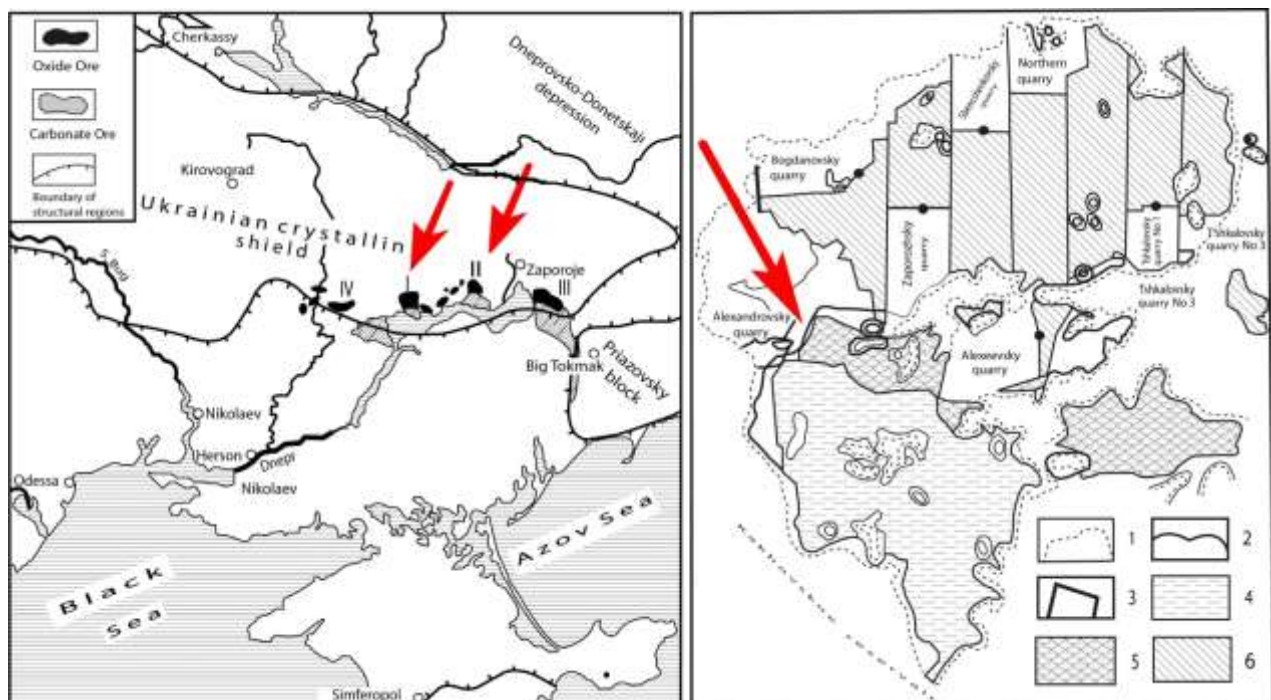 Oxide Ore
Carbonate Ore
Boundary of
structural regions
Cherkassy
Dneprovsko-Donetskaji
depression
Kirovograd
Ukrainian crystallin
shield
S. Bug
I
II
III
IV
Zaporoje
Big Tokmak
Priazovsky
block
Nikolaev
Herson
Dnepr
Nikolaev
Odessa
Black
Sea
Azov Sea
Simferopol
Northern
quarry
Bogdanovsky
quarry
Zaporozhsky
quarry
Tshkalovsky
quarry No 1
Tshkalovsky
quarry No 3
Tshkalovsky
quarry No 3
Alexandrovsky
quarry
Alexeevsky
quarry
1
2
3
4
5
6